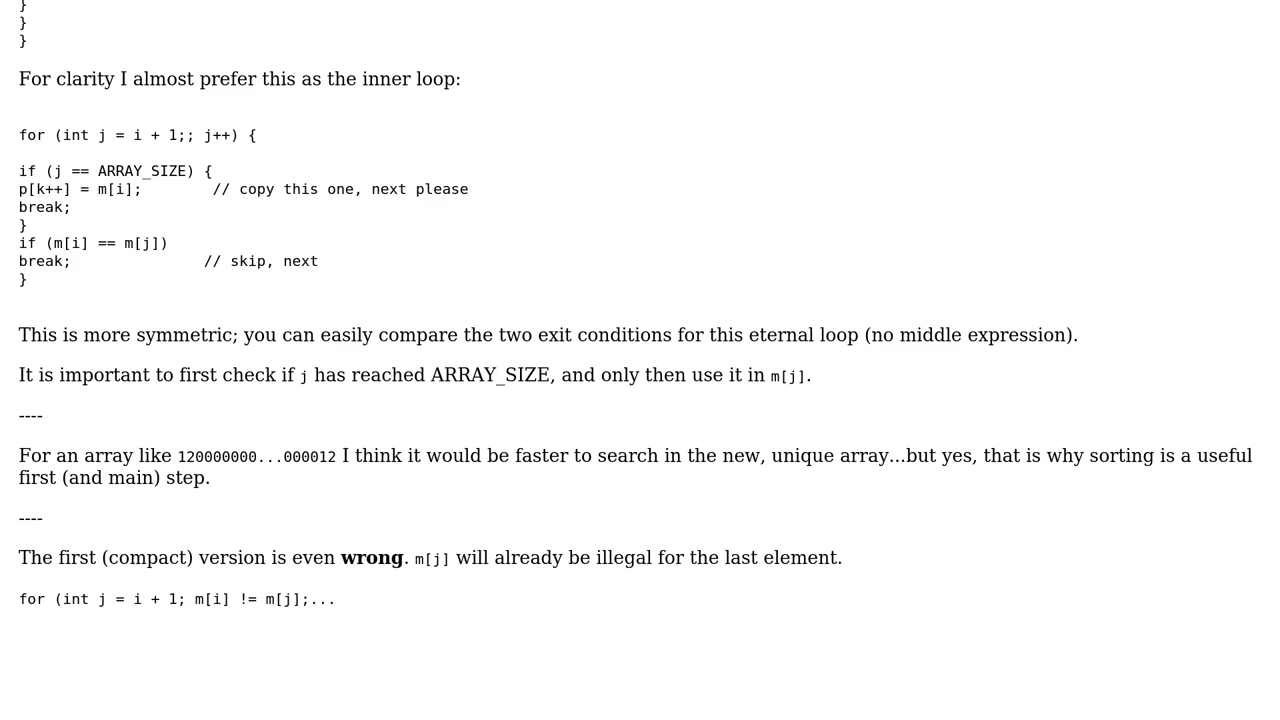 }
}
}
For clarity I almost prefer this as the inner loop:
for (int j = i + 1;; j++) {
if (j == ARRAY_SIZE) {
p[k++] = m[i];        // copy this one, next please
break;
}
if (m[i] == m[j])
break;               // skip, next
}
This is more symmetric; you can easily compare the two exit conditions for this eternal loop (no middle expression).
It is important to first check if j has reached ARRAY_SIZE, and only then use it in m[j].
----
For an array like 120000000...000012 I think it would be faster to search in the new, unique array...but yes, that is why sorting is a useful
first (and main) step.
----
The first (compact) version is even wrong. m[j] will already be illegal for the last element.
for (int j = i + 1; m[i] != m[j];...